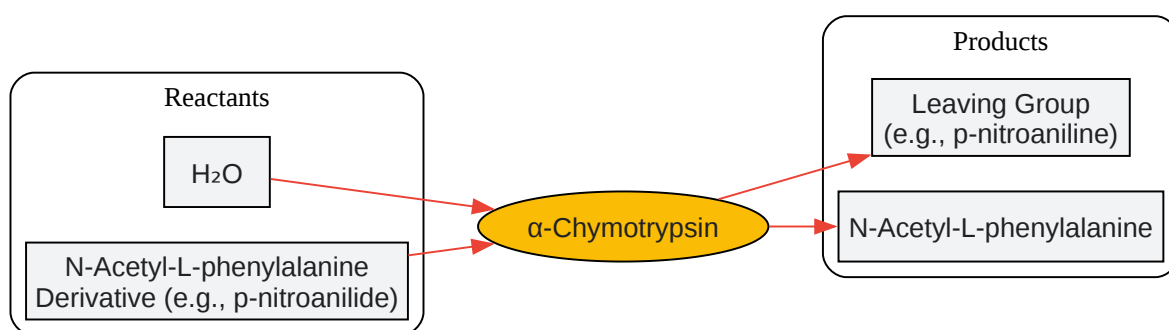 Reactants
H₂O
N-Acetyl-L-phenylalanine
Derivative (e.g., p-nitroanilide)
α-Chymotrypsin
Products
Leaving Group
(e.g., p-nitroaniline)
N-Acetyl-L-phenylalanine